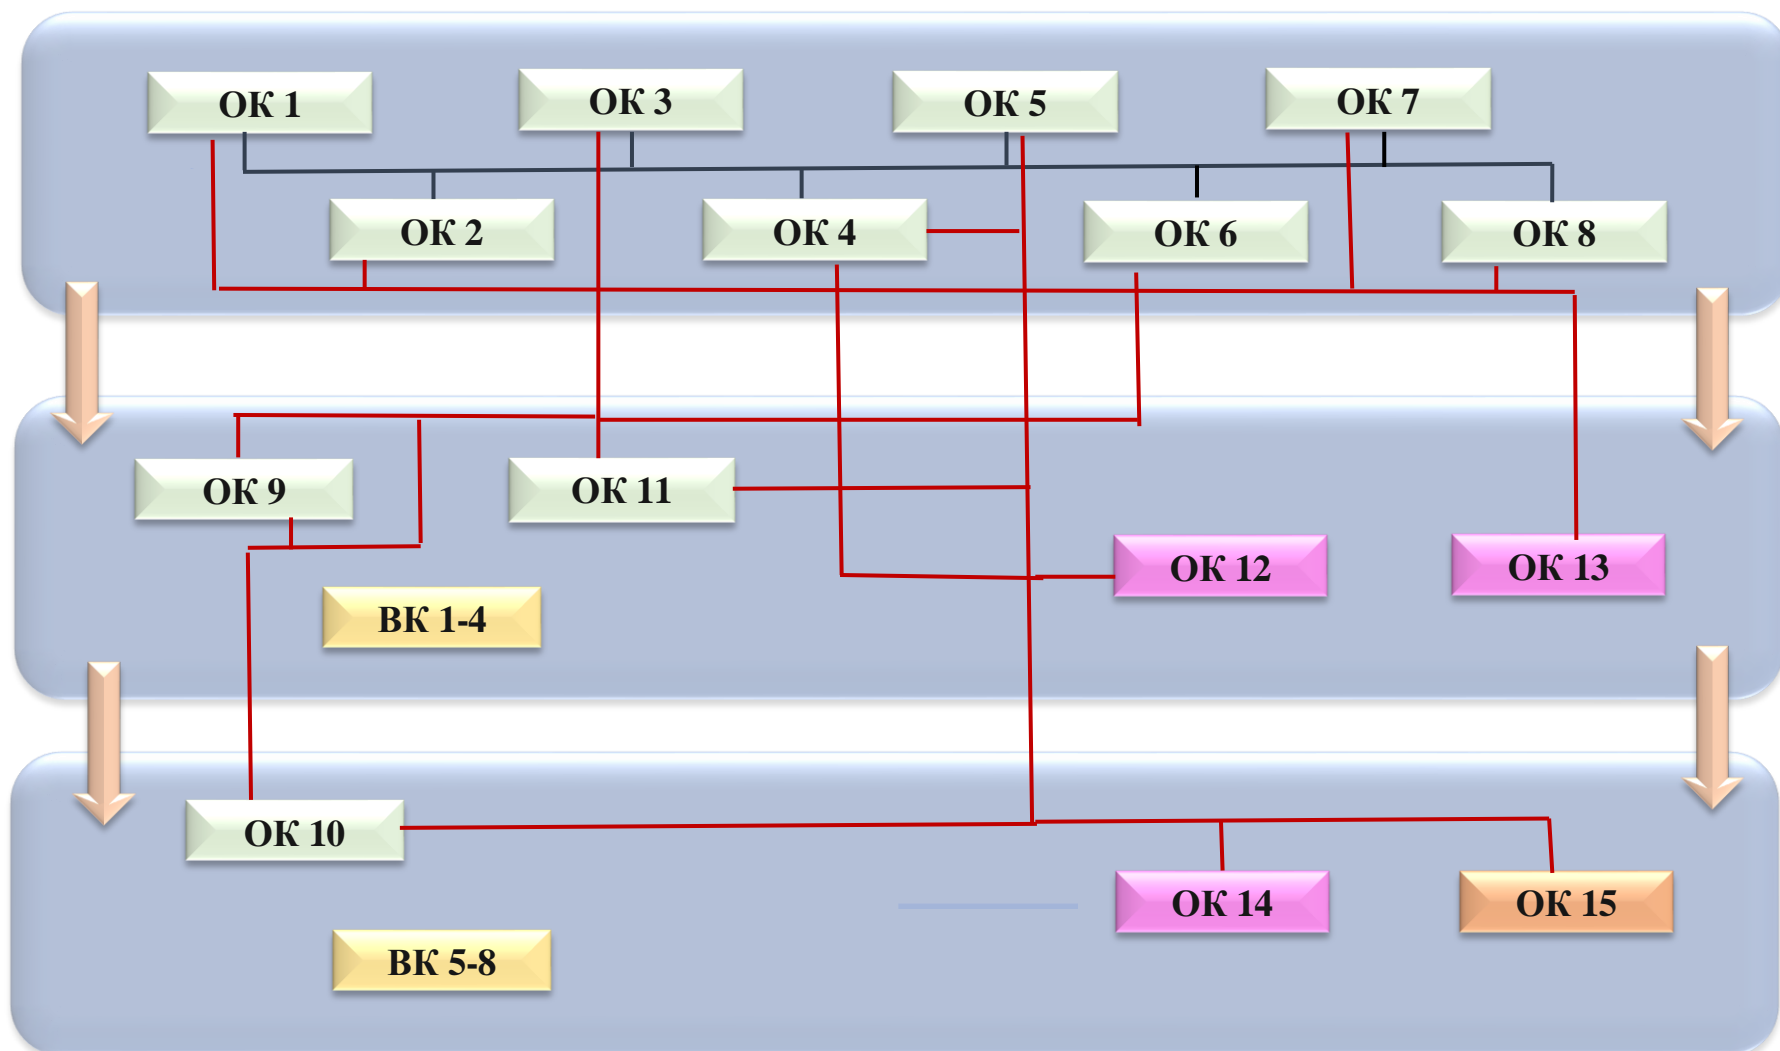 ОК 1
ОК 3
ОК 5
ОК 7
ОК 2
ОК 4
ОК 6
ОК 8
ОК 9
ОК 11
ОК 12
ОК 13
ВК 1-4
ОК 10
ОК 14
ОК 15
ВК 5-8